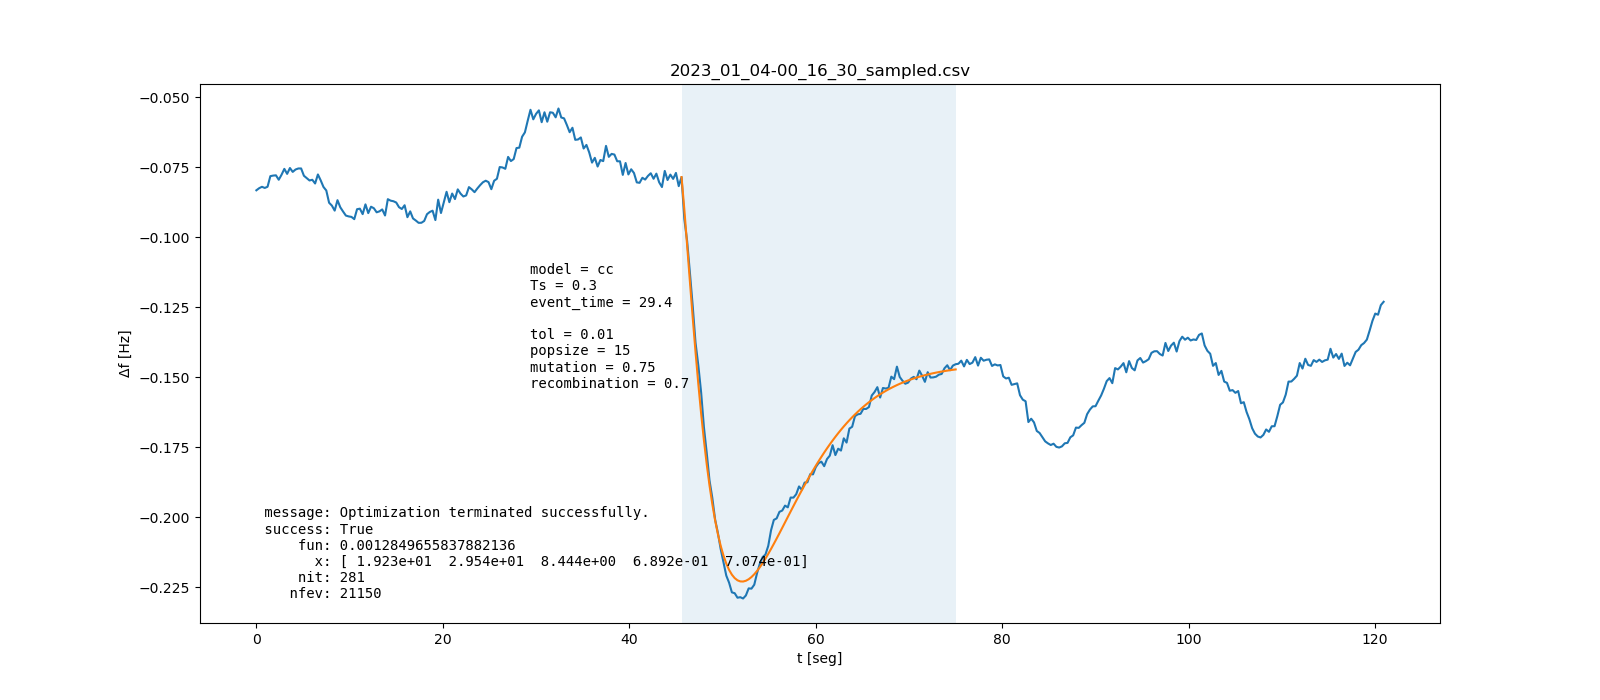 2023_01_04-00_16_30_sampled.csv
−0.050
−0.075
−0.100
−0.125
−0.150
−0.175
−0.200
−0.225
Δf [Hz]
model = cc
Ts = 0.3
event_time = 29.4
tol = 0.01
popsize = 15
mutation = 0.75
recombination = 0.7
message: Optimization terminated successfully.
success: True
fun: 0.0012849655837882136
x: [ 1.923e+01  2.954e+01  8.444e+00  6.892e-01  7.074e-01]
nit: 281
nfev: 21150
0 20 40 60 80 100 120
t [seg]